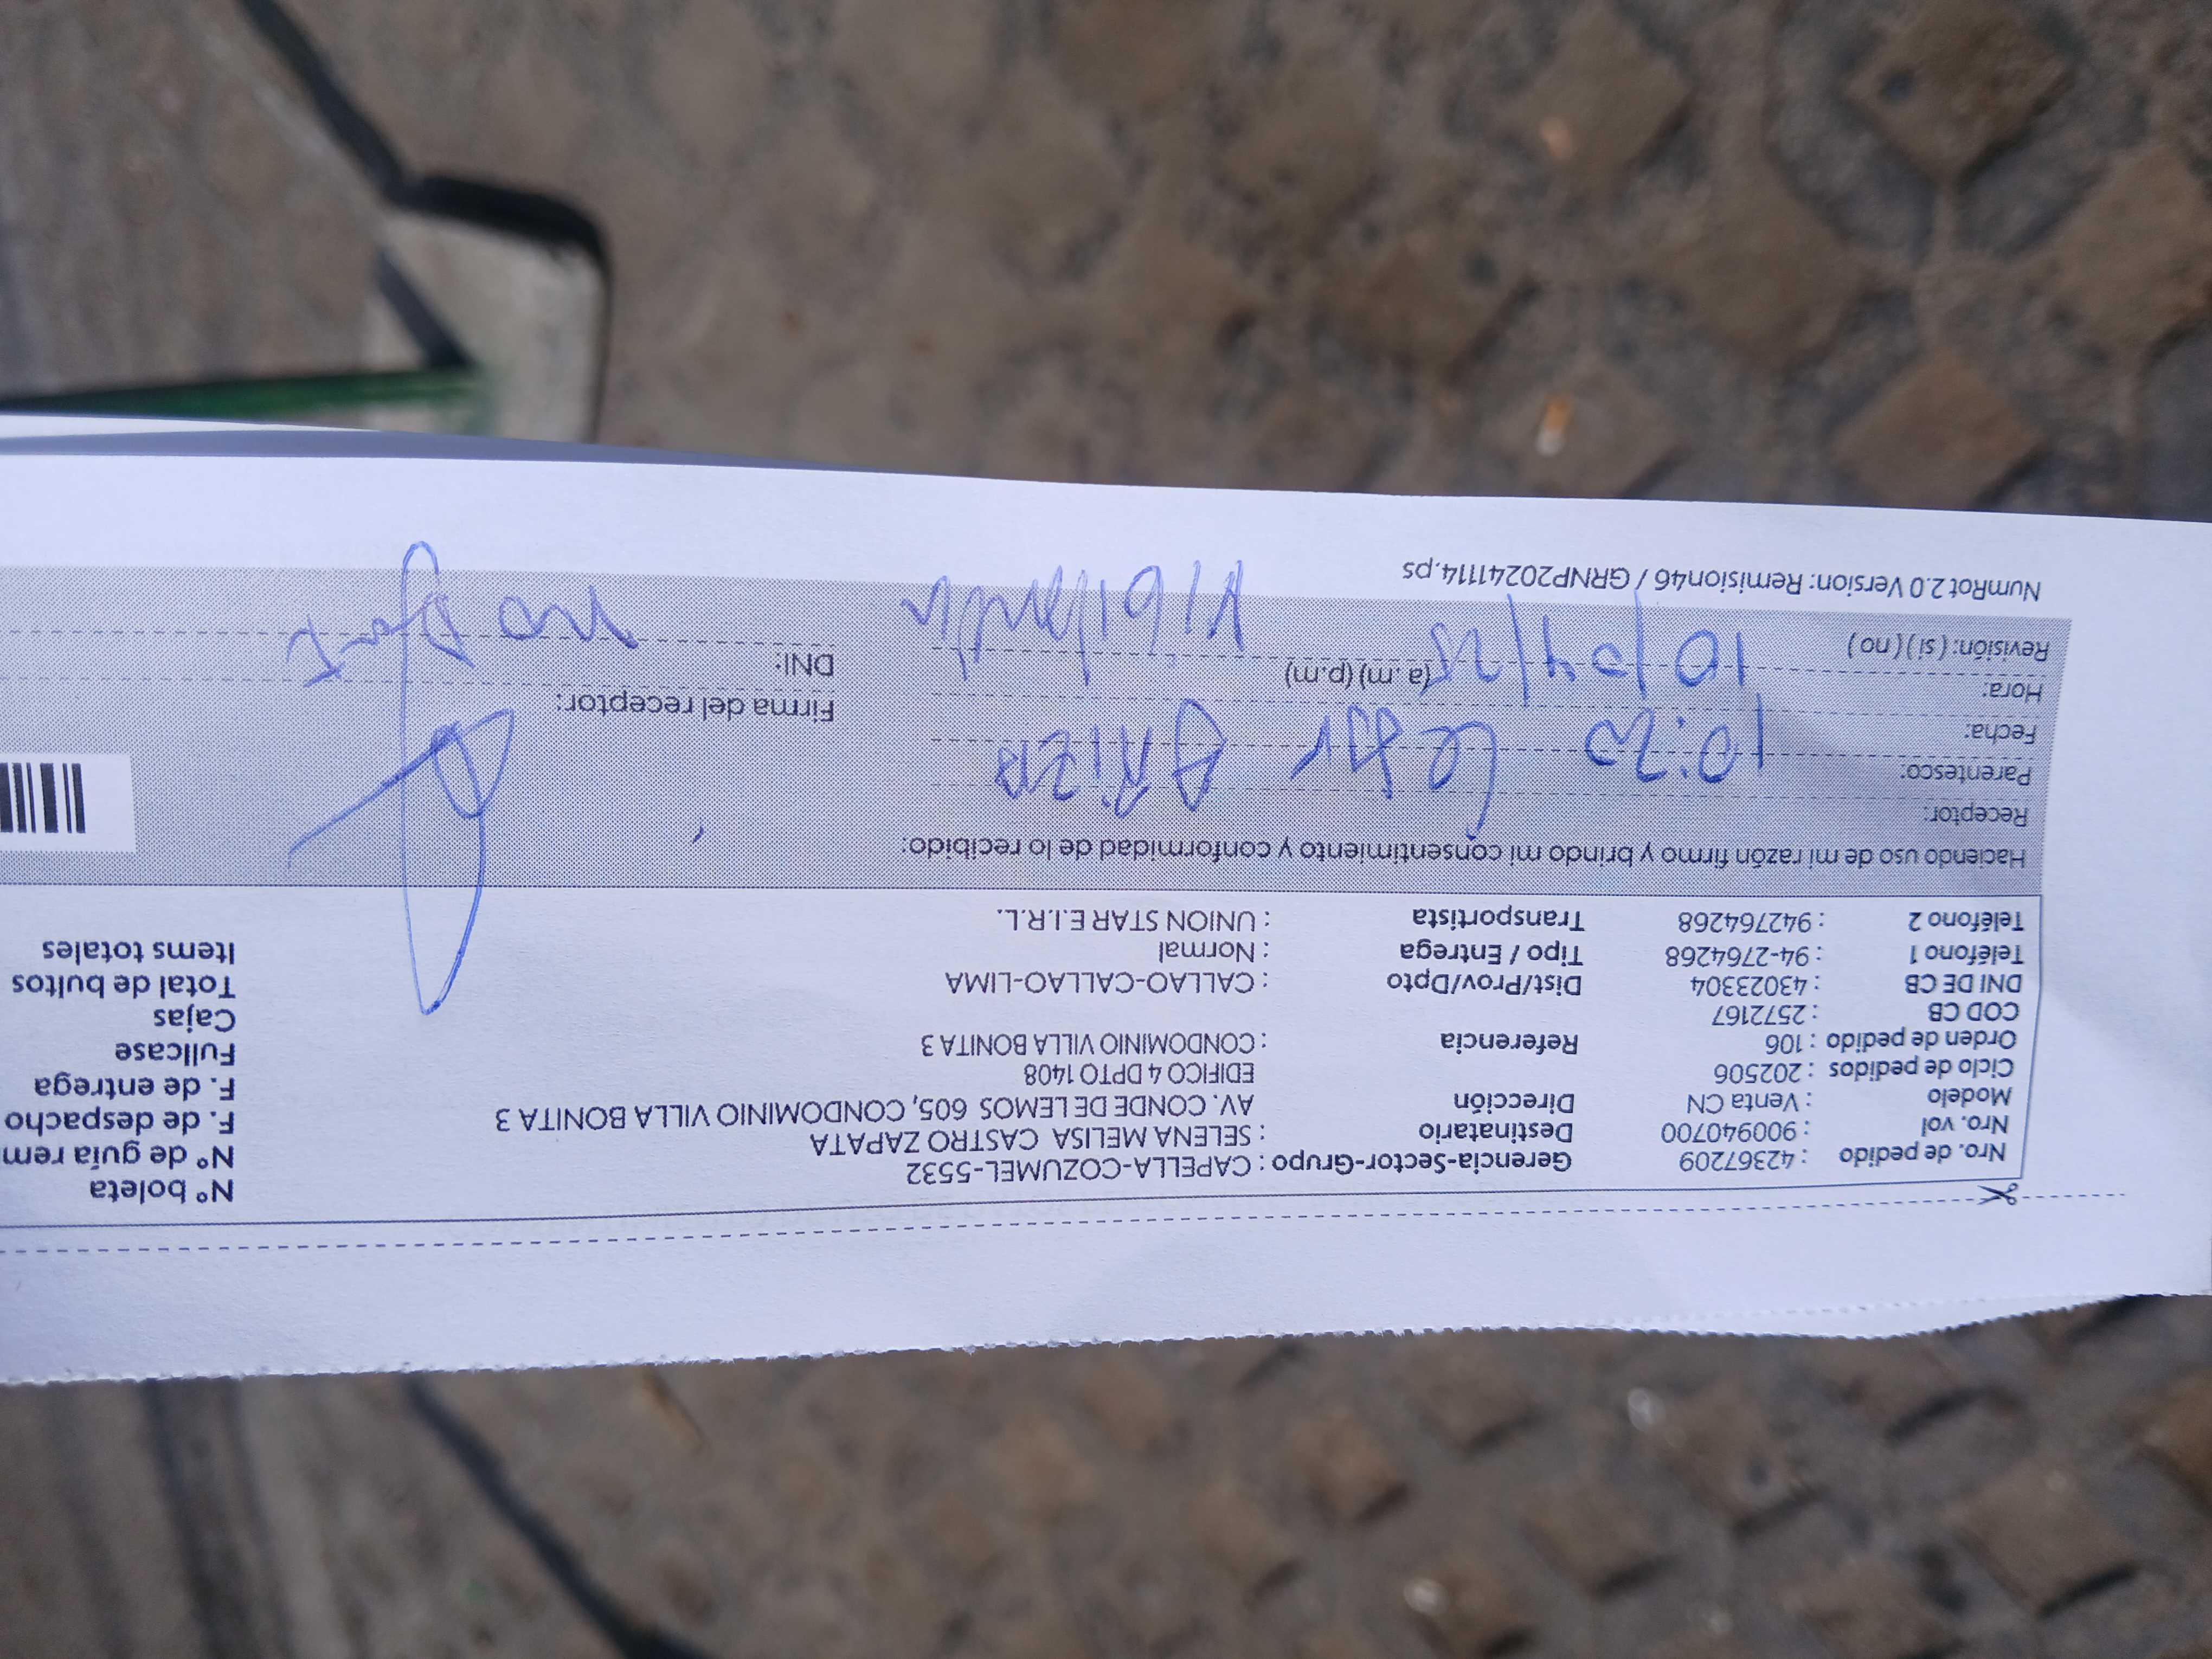 Nro. de pedido : 42367209 Gerencia-Sector-Grupo : CAPELLA-COZUMEL-5532 N° boleta
Nro. vol : 900940700 Destinatario : SELENA MELISA CASTRO ZAPATA N° de guía rem
Modelo : Venta CN Dirección AV. CONDE DE LEMOS 605, CONDOMINIO VILLA BONITA 3 F. de despacho
Ciclo de pedidos : 202506 EDIFICO 4 DPTO 1408 F. de entrega
Orden de pedido : 106 Referencia : CONDOMINIO VILLA BONITA 3 Fullcase
COD CB : 2572167 Cajas
DNI DE CB : 43023304 Dist/Prov/Dpto : CALLAO-CALLAO-LIMA Total de bultos
Teléfono 1 : 94-2764268 Tipo / Entrega : Normal Items totales
Teléfono 2 : 942764268 Transportista : UNION STAR E.I.R.L.
Haciendo uso de mi razón firmo y brindo mi consentimiento y conformidad de lo recibido:
Receptor:
Parentesco: 10:20 Cesar ARIZA
Fecha: Firma del receptor:
Hora: (a.m) (p.m) DNI:
Revisión: (si) (no) 10/04/25 Vigilante no
NumRot 2.0 Version: Remision46 / GRNP20241114.ps